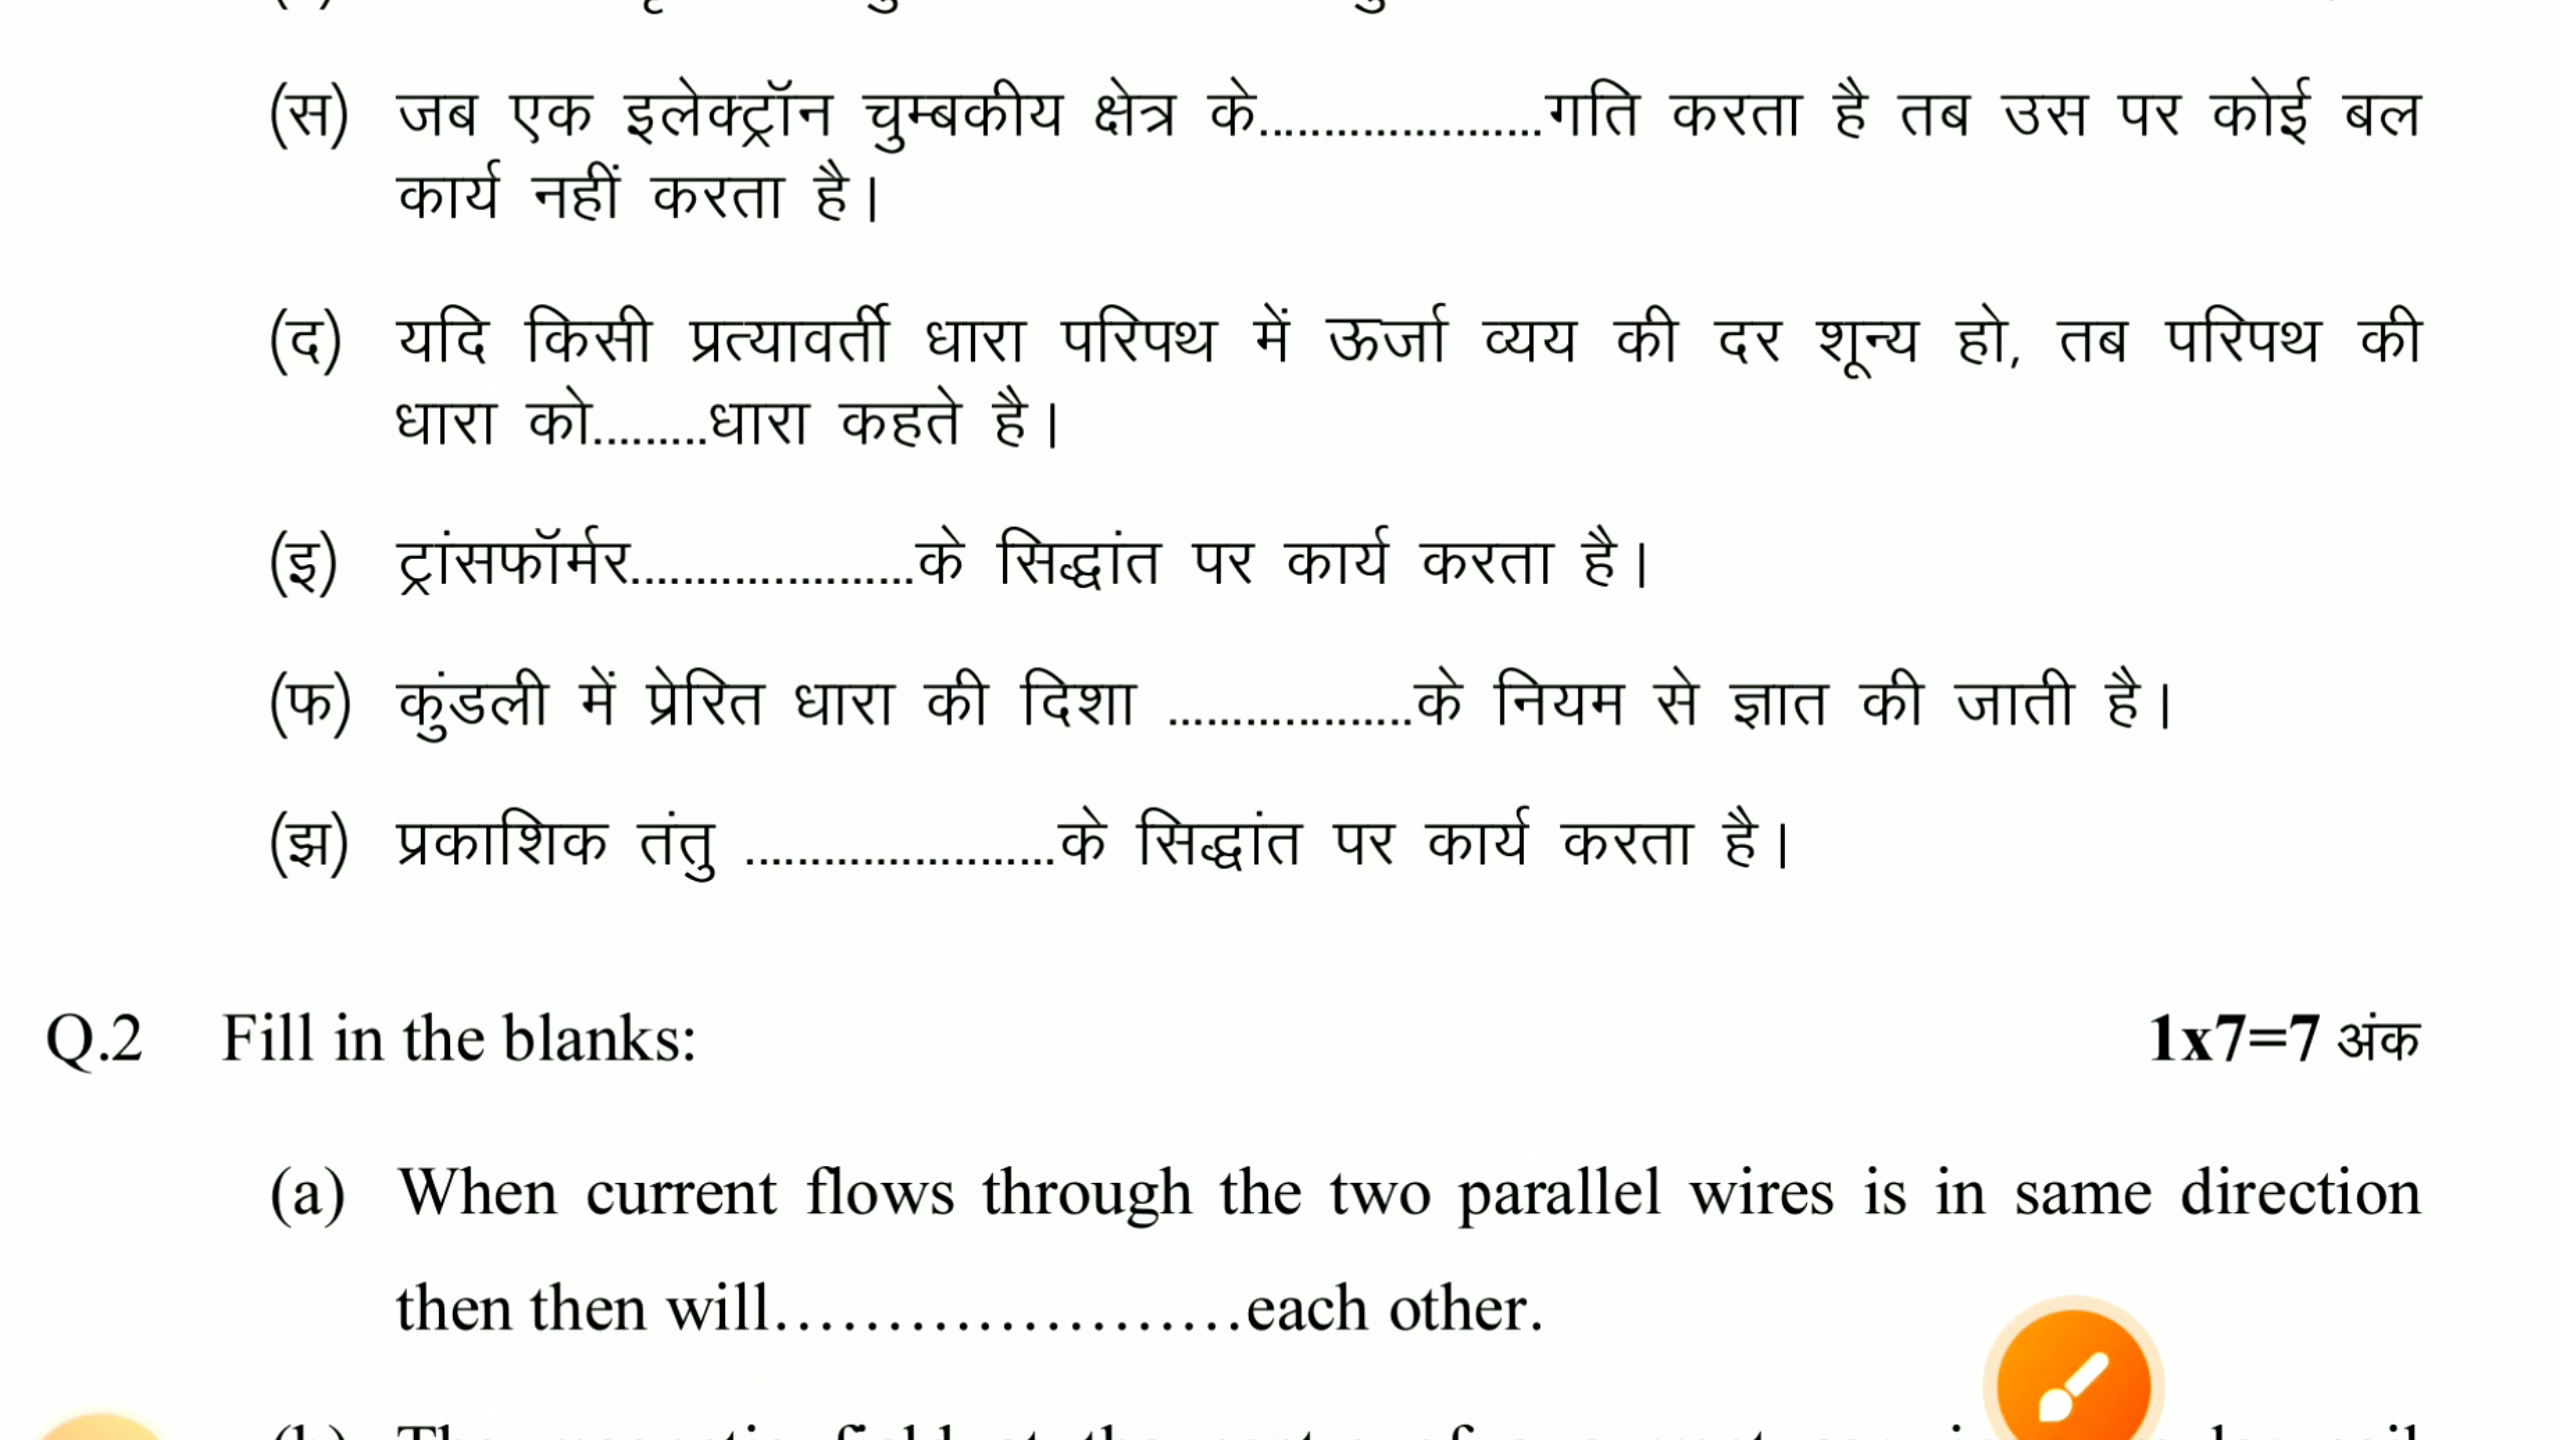 (स) जब एक इलेक्ट्रॉन चुम्बकीय क्षेत्र के......................गति करता है तब उस पर कोई बल
कार्य नहीं करता है।
(द) यदि किसी प्रत्यावर्ती धारा परिपथ में ऊर्जा व्यय की दर शून्य हो, तब परिपथ की
धारा को.........धारा कहते है।
(इ) ट्रांसफॉर्मर......................के सिद्धांत पर कार्य करता है।
(फ) कुंडली में प्रेरित धारा की दिशा ...................के नियम से ज्ञात की जाती है।
(झ) प्रकाशिक तंतु ........................के सिद्धांत पर कार्य करता है।
Q.2 Fill in the blanks: 1x7=7 अंक
(a) When current flows through the two parallel wires is in same direction
then then will.....................each other.